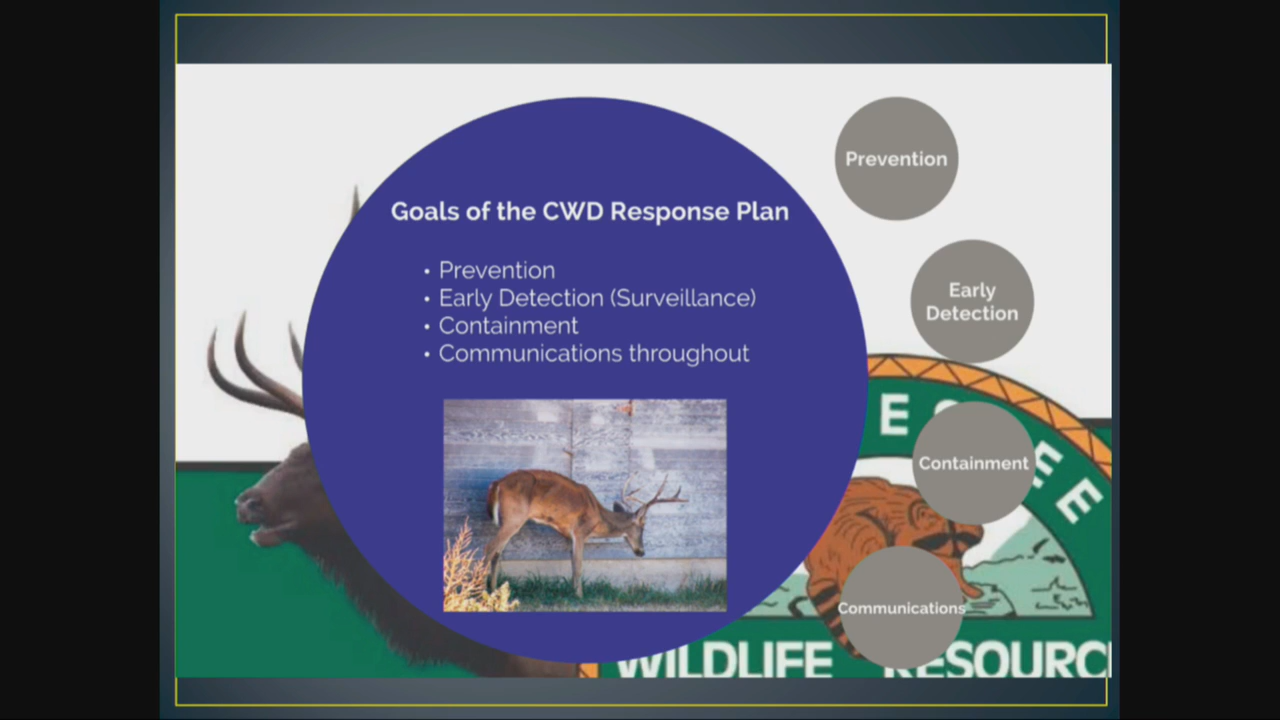 Goals of the CWD Response Plan
• Prevention
• Early Detection (Surveillance)
• Containment
• Communications throughout
Prevention
Early
Detection
Containment
Communications
WILDLIFE